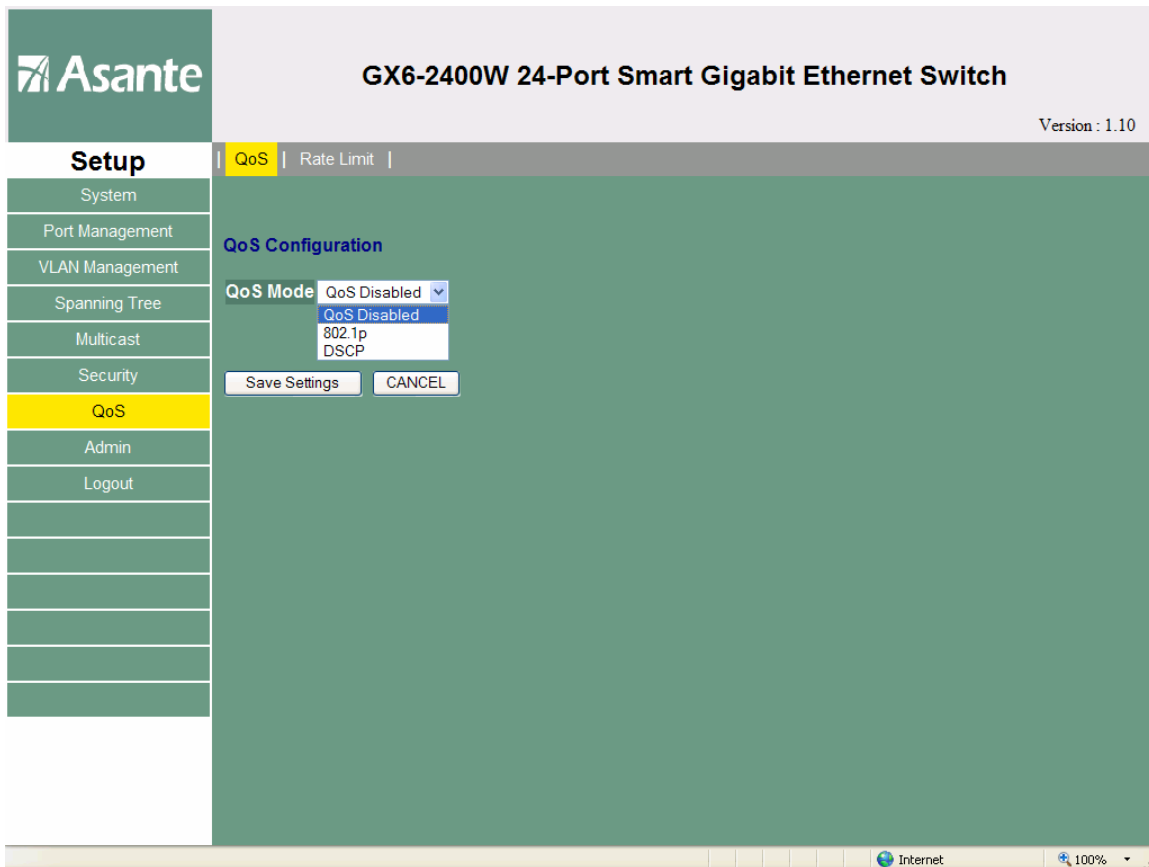 Asante
GX6-2400W 24-Port Smart Gigabit Ethernet Switch
Version : 1.10
Setup
| QoS | Rate Limit |
System
Port Management
VLAN Management
Spanning Tree
Multicast
Security
QoS
Admin
Logout
QoS Configuration
QoS Mode QoS Disabled
QoS Disabled
802.1p
DSCP
Save Settings CANCEL
Internet 100%